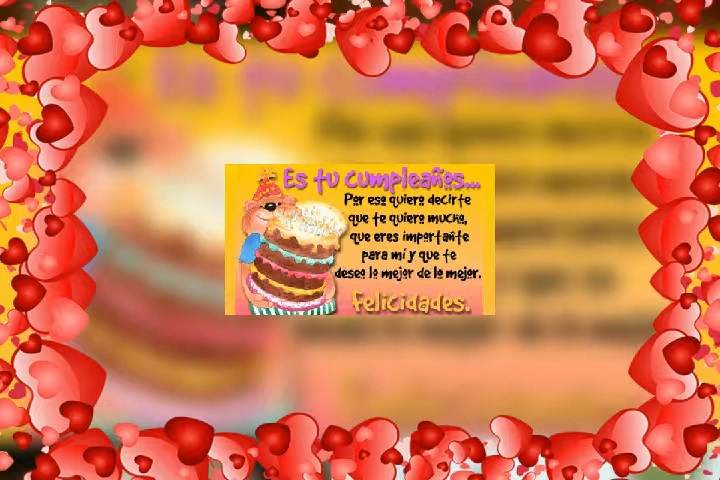 Es tu cumpleaños...
Por eso quiero decirte
que te quiero mucho,
que eres importante
para mí y que te
deseo lo mejor de lo mejor.
Felicidades.